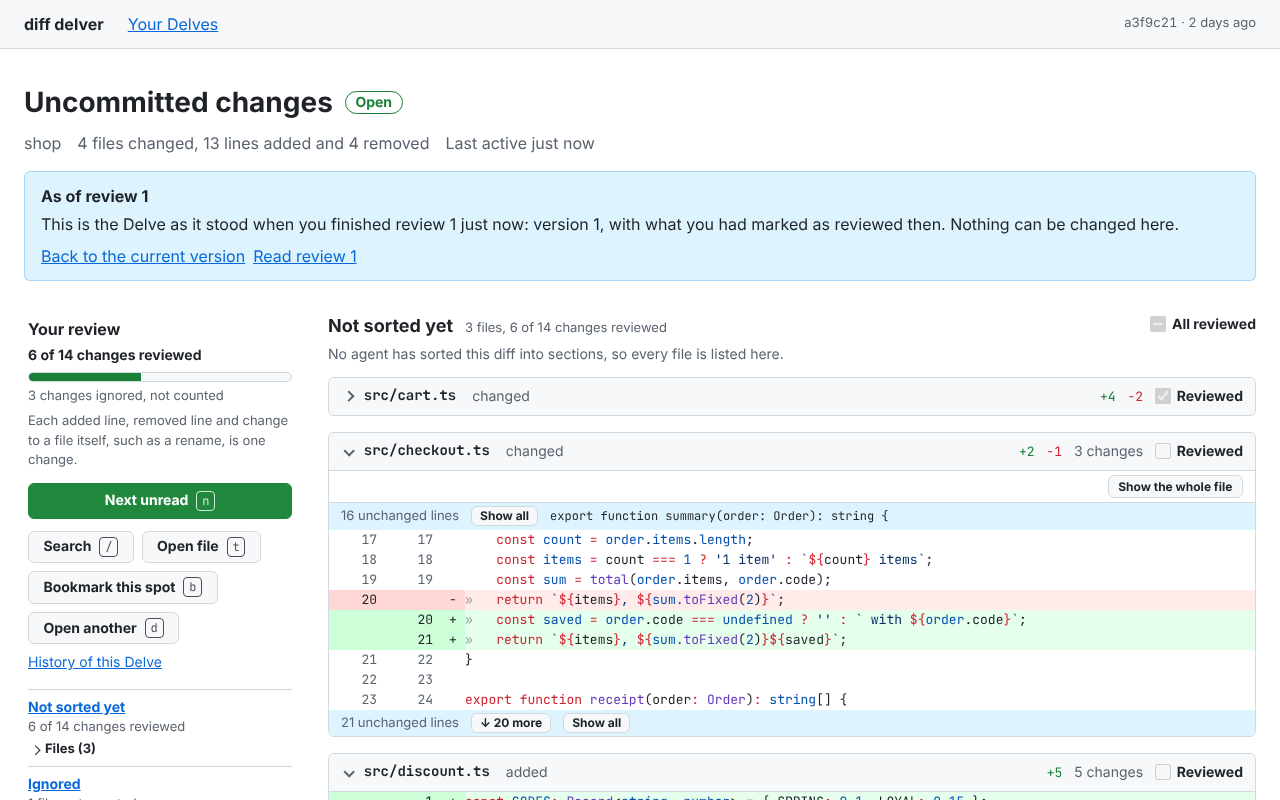 diff delver Your Delves a3f9c21 · 2 days ago
Uncommitted changes Open
shop 4 files changed, 13 lines added and 4 removed Last active just now
As of review 1
This is the Delve as it stood when you finished review 1 just now: version 1, with what you had marked as reviewed then. Nothing can be changed here.
Back to the current version Read review 1
Your review
6 of 14 changes reviewed
3 changes ignored, not counted
Each added line, removed line and change
to a file itself, such as a rename, is one
change.
Next unread n
Search / Open file t
Bookmark this spot b
Open another d
History of this Delve
Not sorted yet
6 of 14 changes reviewed
Files (3)
Ignored
Not sorted yet 3 files, 6 of 14 changes reviewed All reviewed
No agent has sorted this diff into sections, so every file is listed here.
src/cart.ts changed +4 -2 Reviewed
src/checkout.ts changed +2 -1 3 changes Reviewed
Show the whole file
16 unchanged lines Show all export function summary(order: Order): string {
17 17 const count = order.items.length;
18 18 const items = count === 1 ? '1 item' : `${count} items`;
19 19 const sum = total(order.items, order.code);
20 - » return `${items}, ${sum.toFixed(2)}`;
20 + » const saved = order.code === undefined ? '' : ` with ${order.code}`;
21 + » return `${items}, ${sum.toFixed(2)}${saved}`;
21 22 }
22 23
23 24 export function receipt(order: Order): string[] {
21 unchanged lines ↓ 20 more Show all
src/discount.ts added +5 5 changes Reviewed